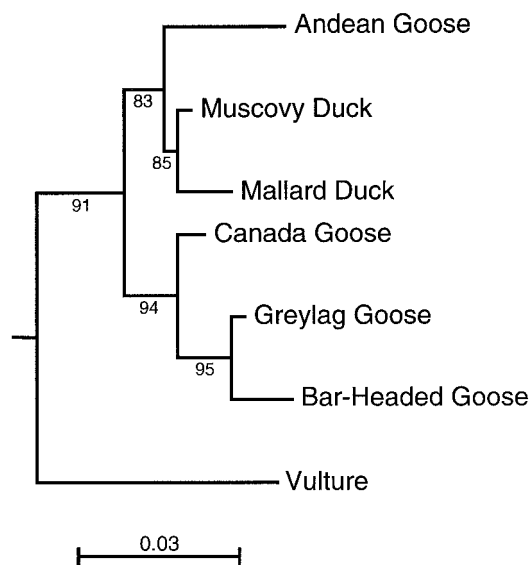 Andean Goose
83
Muscovy Duck
85
Mallard Duck
91
Canada Goose
94
Greylag Goose
95
Bar-Headed Goose
Vulture
0.03